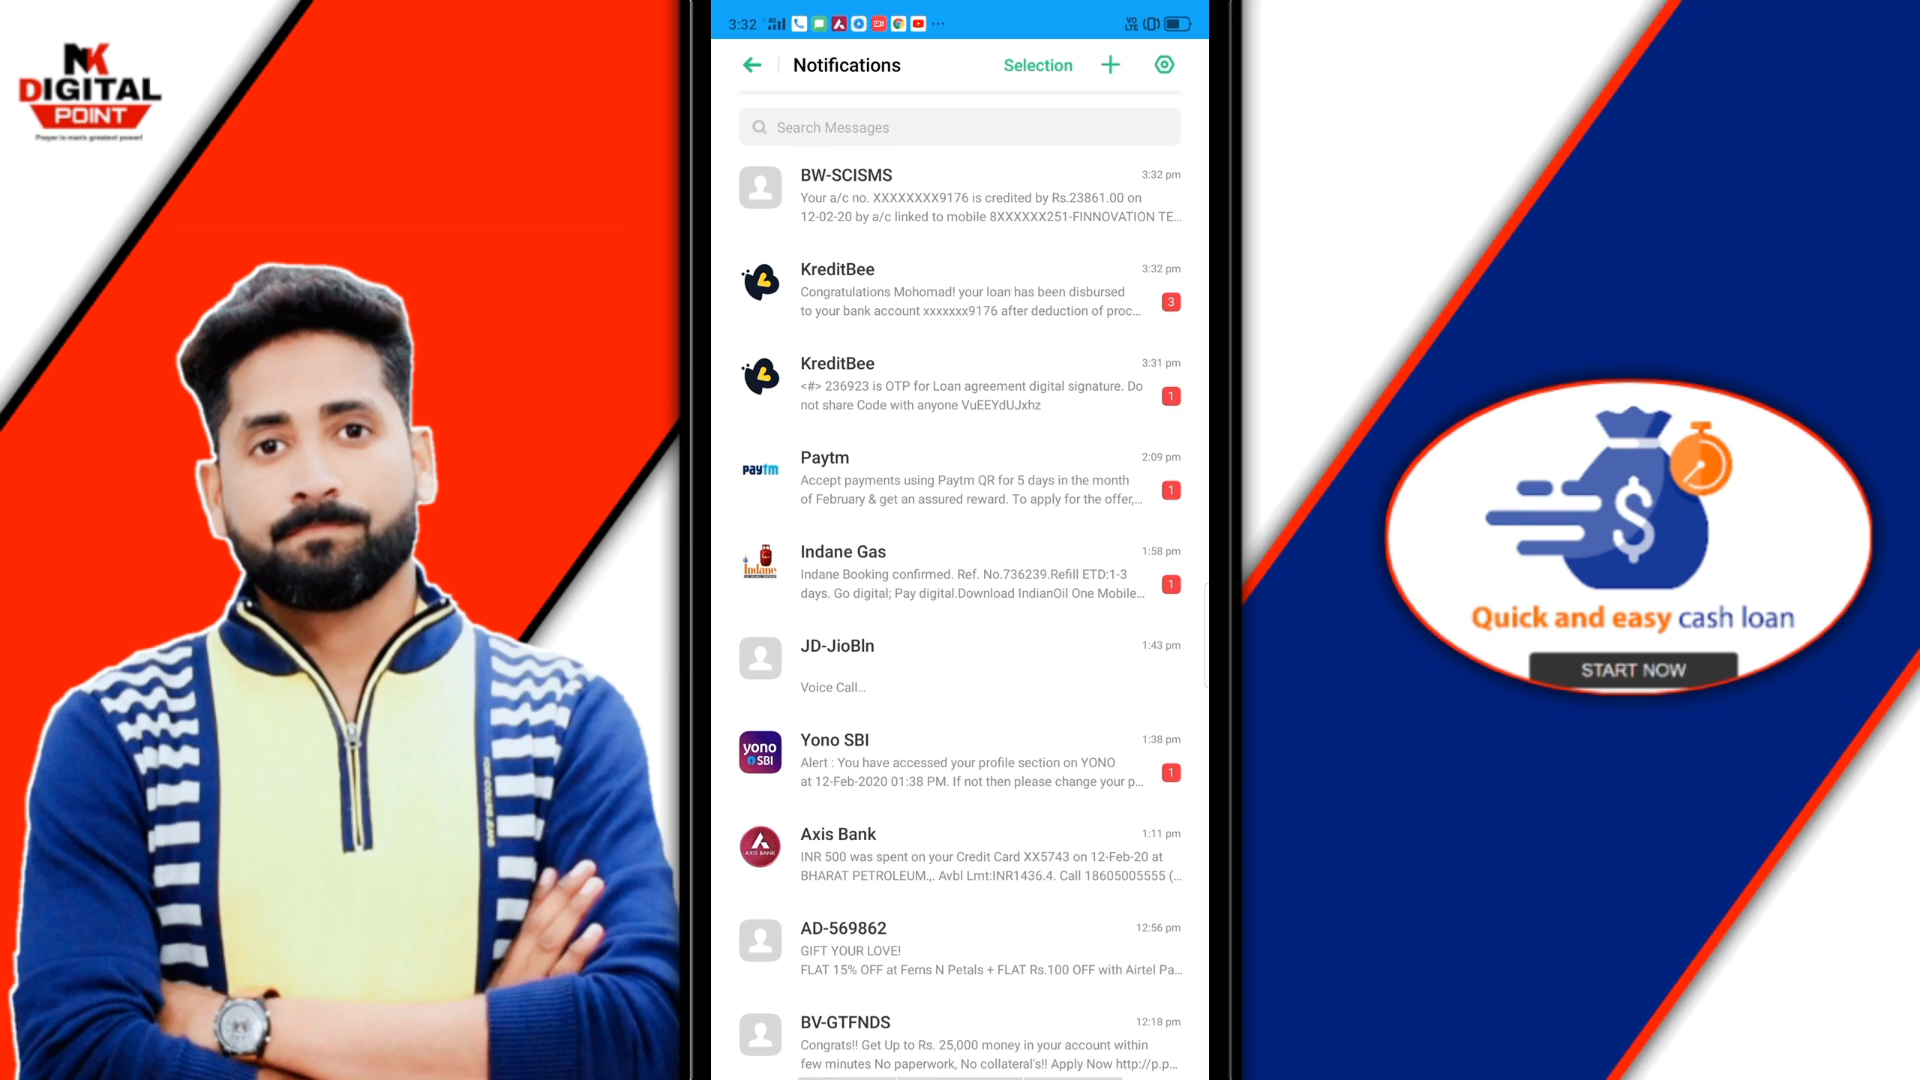 NK
DIGITAL
POINT
Prayer is man's greatest power!
3:32
VO
LTE
Notifications
Selection
Search Messages
BW-SCISMS
3:32 pm
Your a/c no. XXXXXXXX9176 is credited by Rs.23861.00 on
12-02-20 by a/c linked to mobile 8XXXXXX251-FINNOVATION TE...
KreditBee
3:32 pm
Congratulations Mohomad! your loan has been disbursed
to your bank account xxxxxxx9176 after deduction of proc...
3
KreditBee
3:31 pm
<#> 236923 is OTP for Loan agreement digital signature. Do
not share Code with anyone VuEEYdUJxhz
1
paytm
Paytm
2:09 pm
Accept payments using Paytm QR for 5 days in the month
of February & get an assured reward. To apply for the offer,...
1
Indane
Indane Gas
1:58 pm
Indane Booking confirmed. Ref. No.736239.Refill ETD:1-3
days. Go digital; Pay digital.Download IndianOil One Mobile...
1
JD-JioBln
1:43 pm
Voice Call...
yono
SBI
Yono SBI
1:38 pm
Alert : You have accessed your profile section on YONO
at 12-Feb-2020 01:38 PM. If not then please change your p...
1
AXIS BANK
Axis Bank
1:11 pm
INR 500 was spent on your Credit Card XX5743 on 12-Feb-20 at
BHARAT PETROLEUM.,. Avbl Lmt:INR1436.4. Call 18605005555 (...
AD-569862
12:56 pm
GIFT YOUR LOVE!
FLAT 15% OFF at Ferns N Petals + FLAT Rs.100 OFF with Airtel Pa...
BV-GTFNDS
12:18 pm
Congrats!! Get Up to Rs. 25,000 money in your account within
few minutes No paperwork, No collateral's!! Apply Now http://p.p...
$
Quick and easy cash loan
START NOW